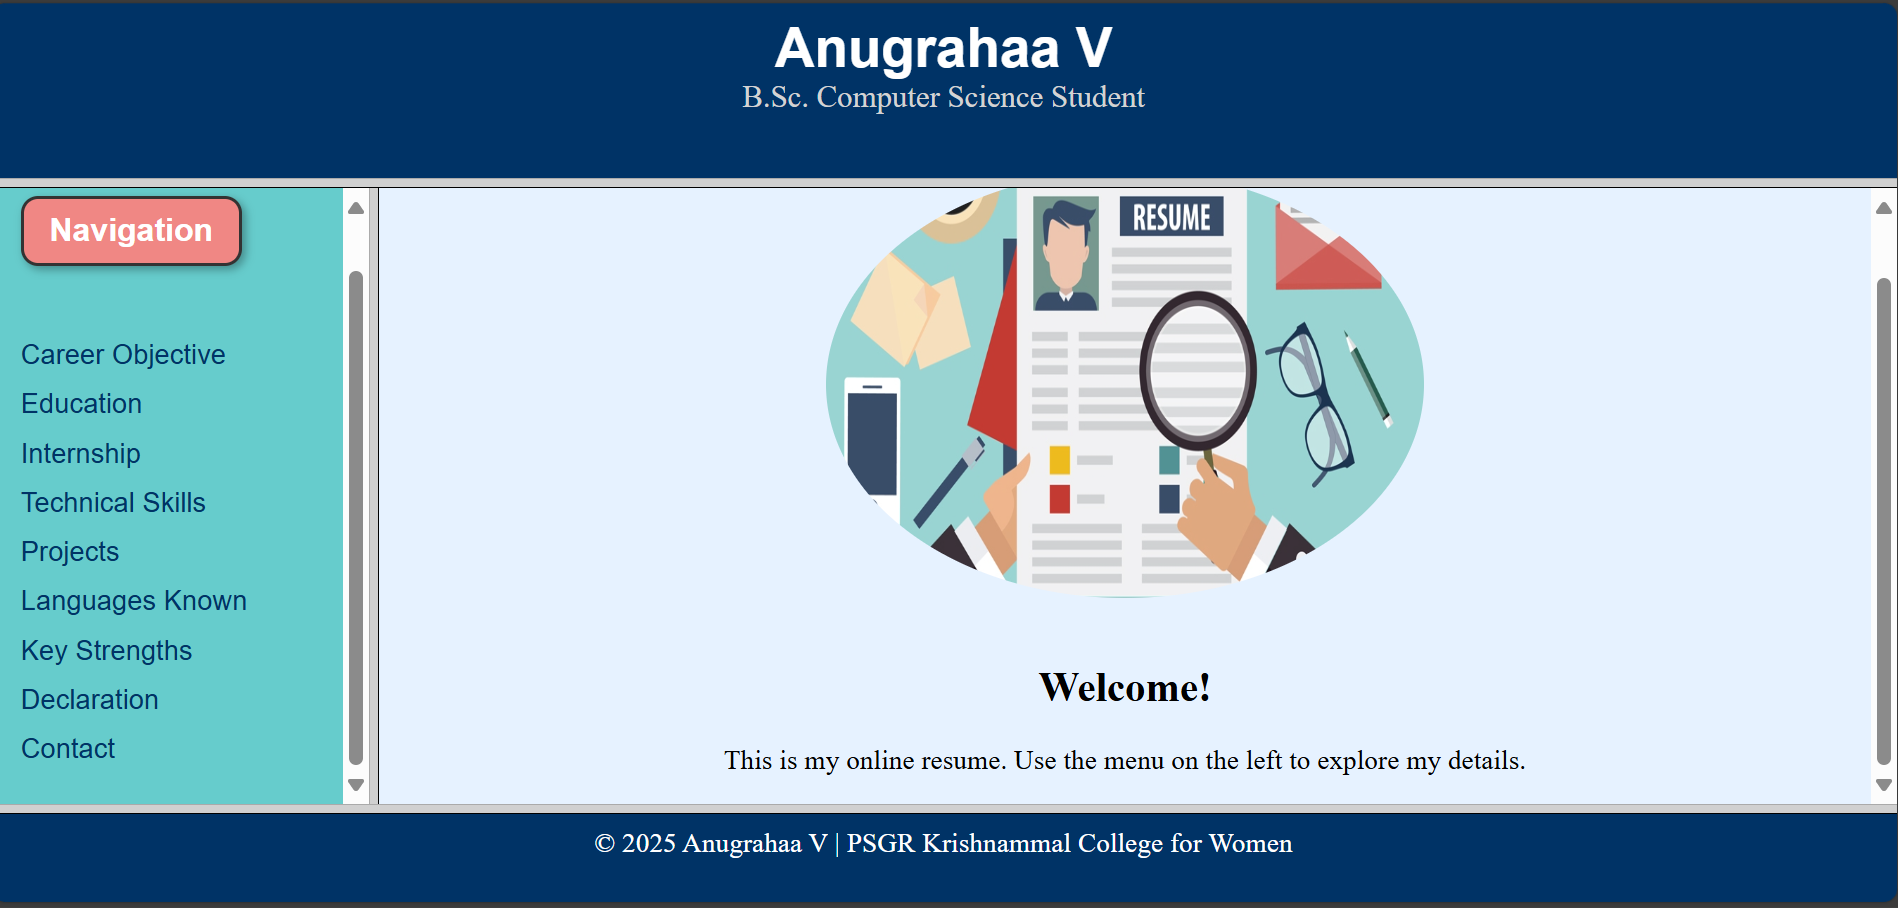 Anugrahaa V
B.Sc. Computer Science Student
Navigation
Career Objective
Education
Internship
Technical Skills
Projects
Languages Known
Key Strengths
Declaration
Contact
RESUME
Welcome!
This is my online resume. Use the menu on the left to explore my details.
© 2025 Anugrahaa V | PSGR Krishnammal College for Women